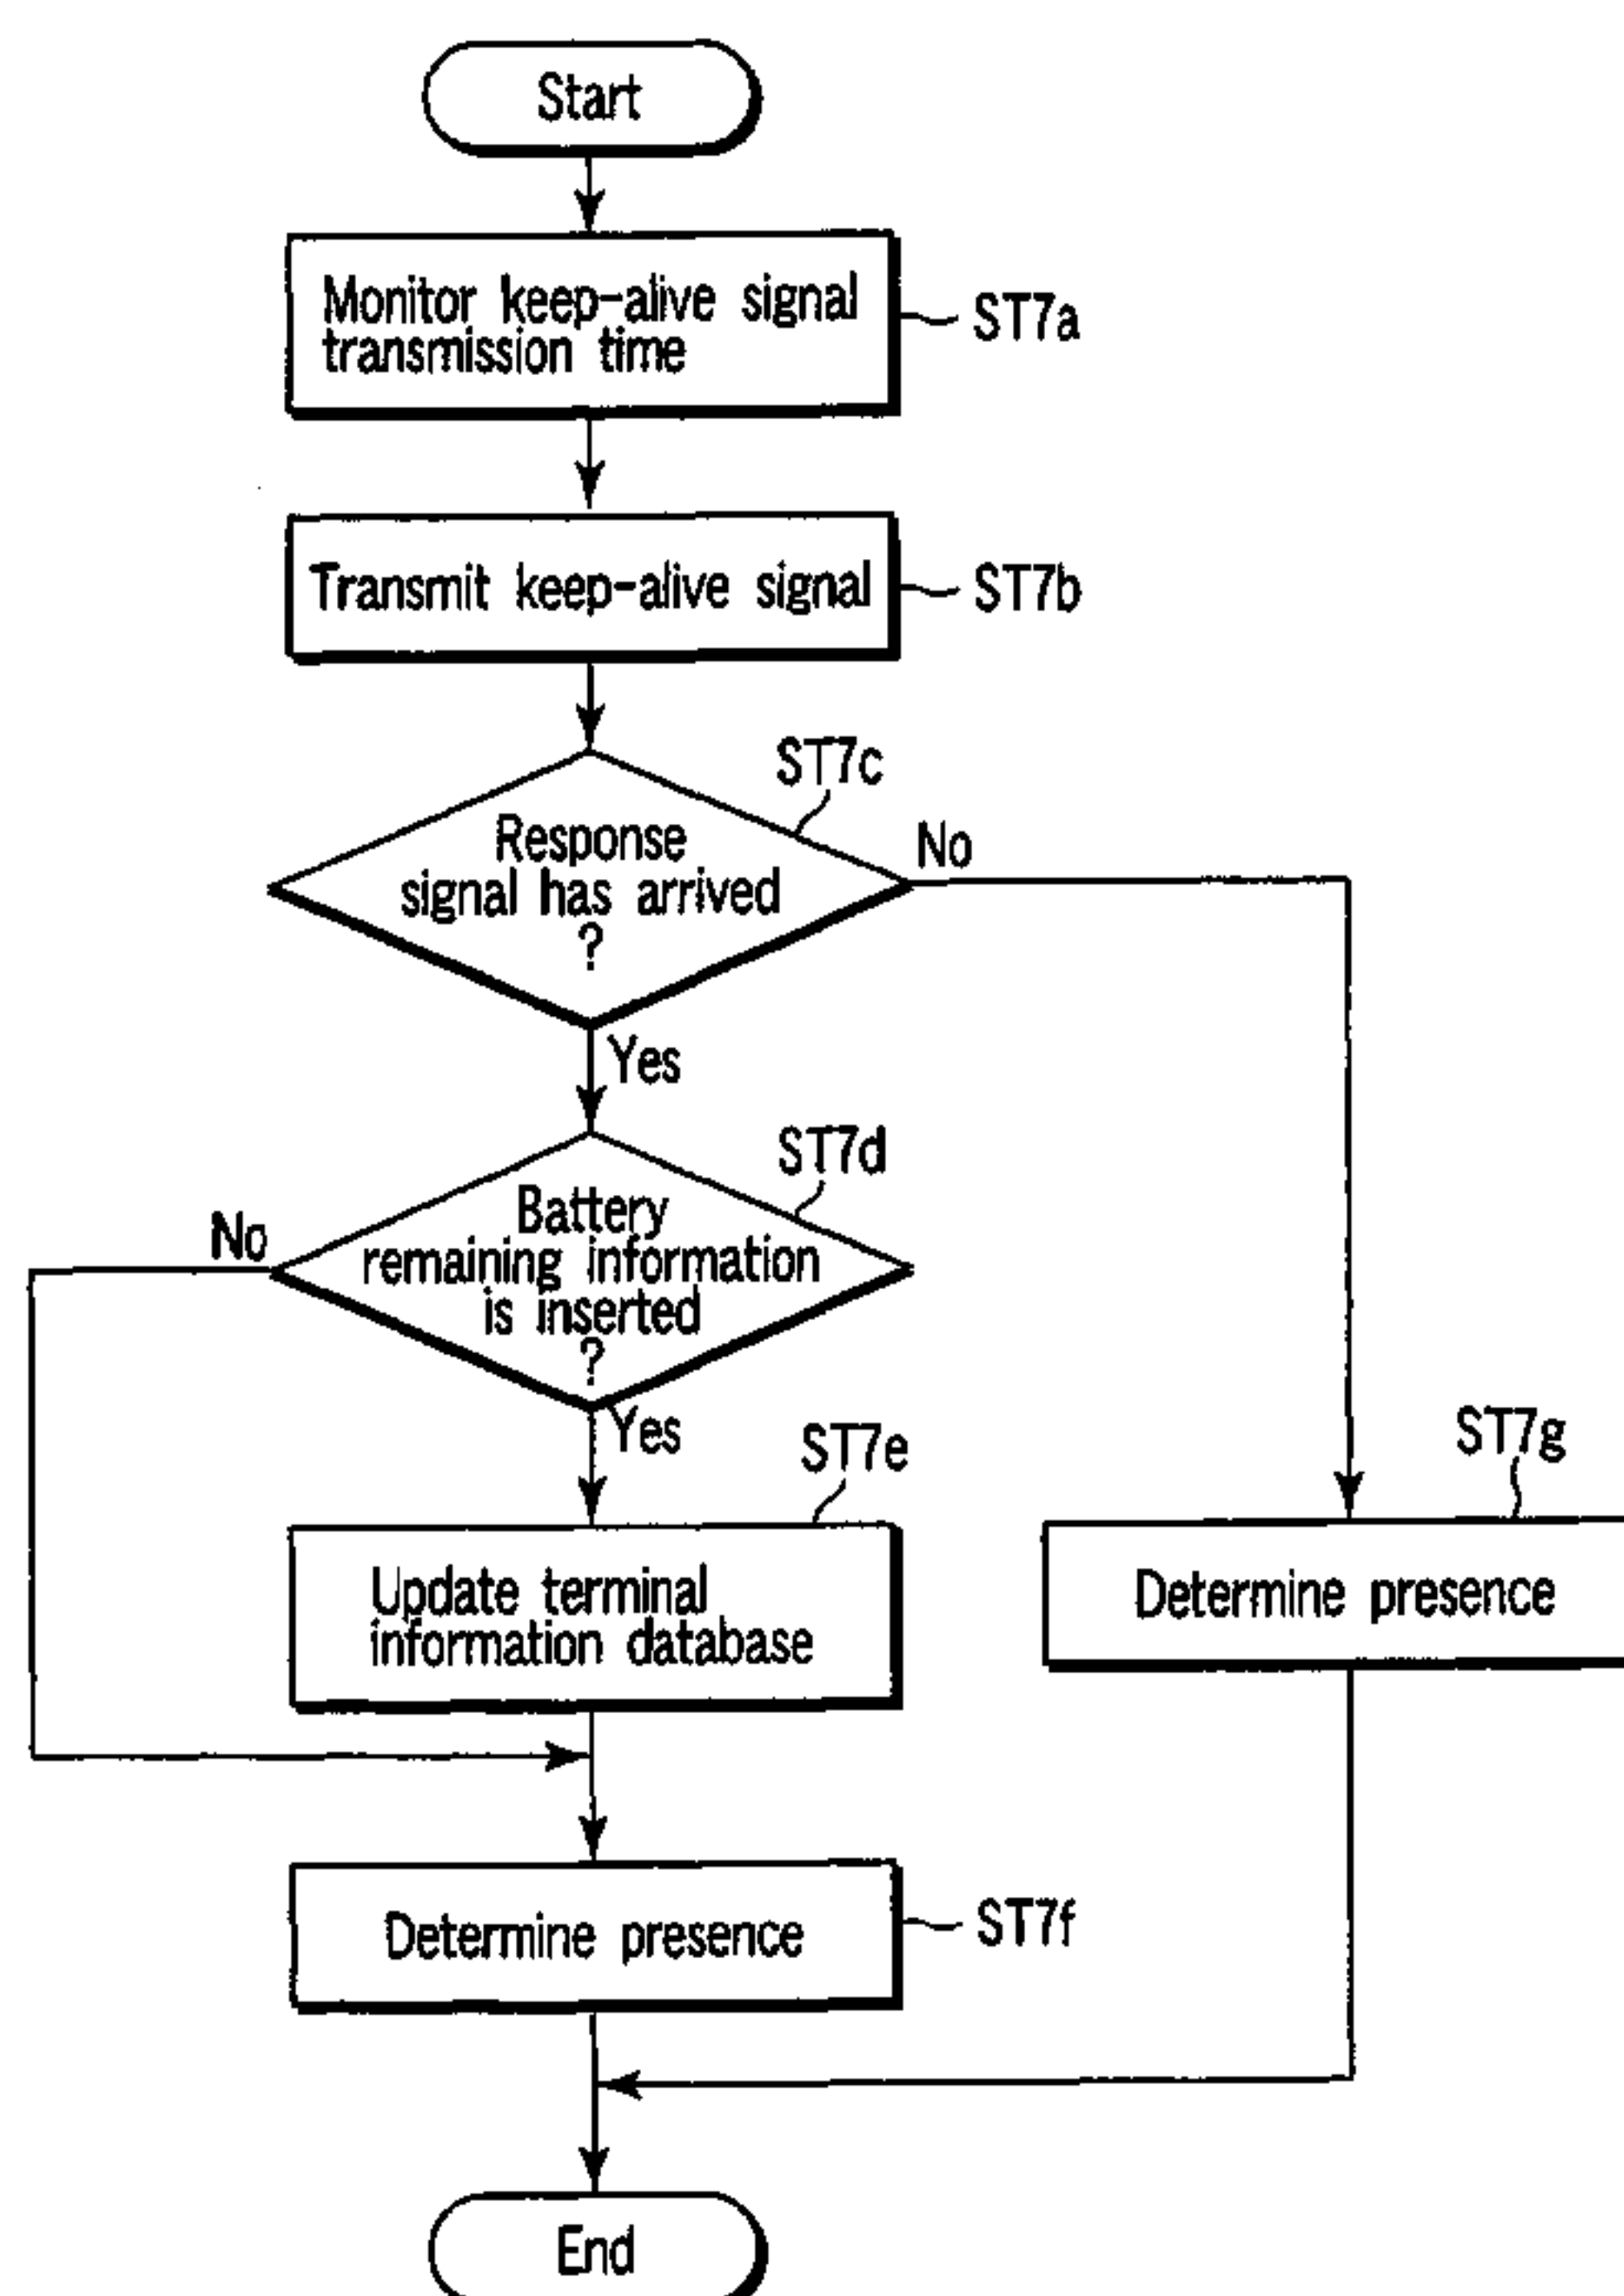 Start
Monitor keep-alive signal
transmission time
ST7a
Transmit keep-alive signal
ST7b
ST7c
Response
signal has arrived
?
No
Yes
ST7d
Battery
remaining information
is inserted
?
No
Yes
ST7e
Update terminal
information database
ST7g
Determine presence
Determine presence
ST7f
End